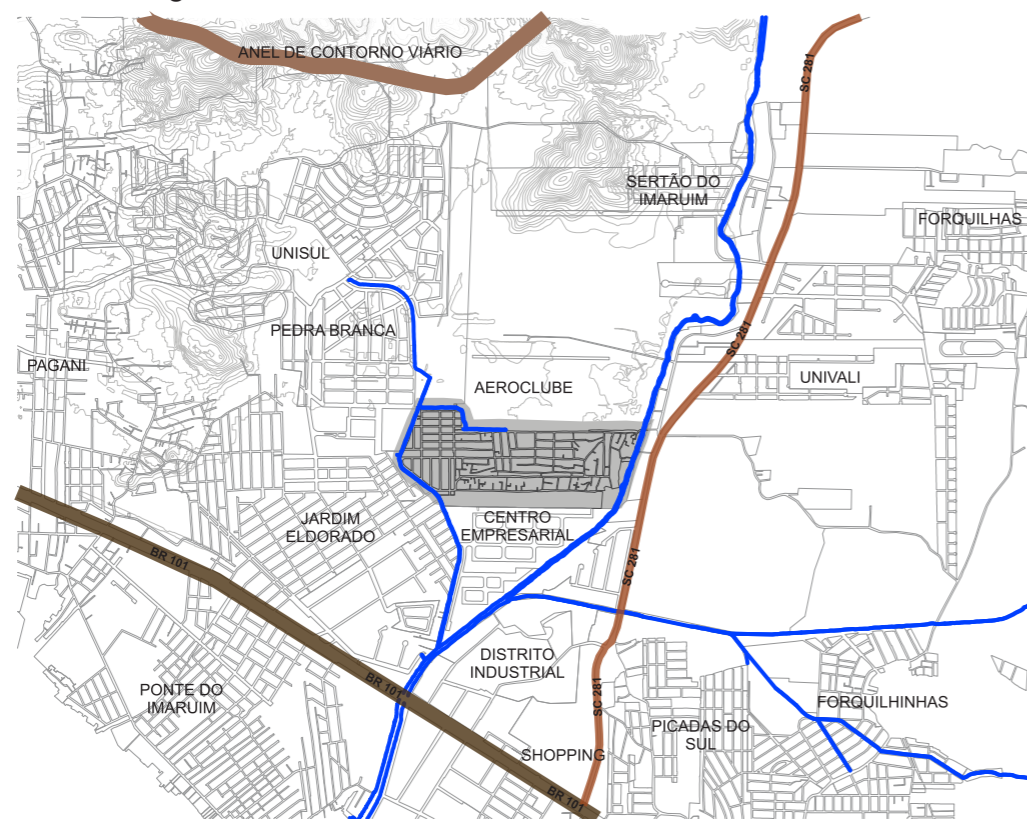 ANEL DE CONTORNO VIÁRIO
SC 281
SERTÃO DO
IMARUIM
FORQUILHAS
UNISUL
PEDRA BRANCA
SC 281
PAGANI
AEROCLUBE
UNIVALI
JARDIM
ELDORADO
CENTRO
EMPRESARIAL
BR 101
SC 281
DISTRITO
INDUSTRIAL
BR 101
PONTE DO
IMARUIM
SC 281
FORQUILHINHAS
PICADAS DO
SUL
SHOPPING
BR 101